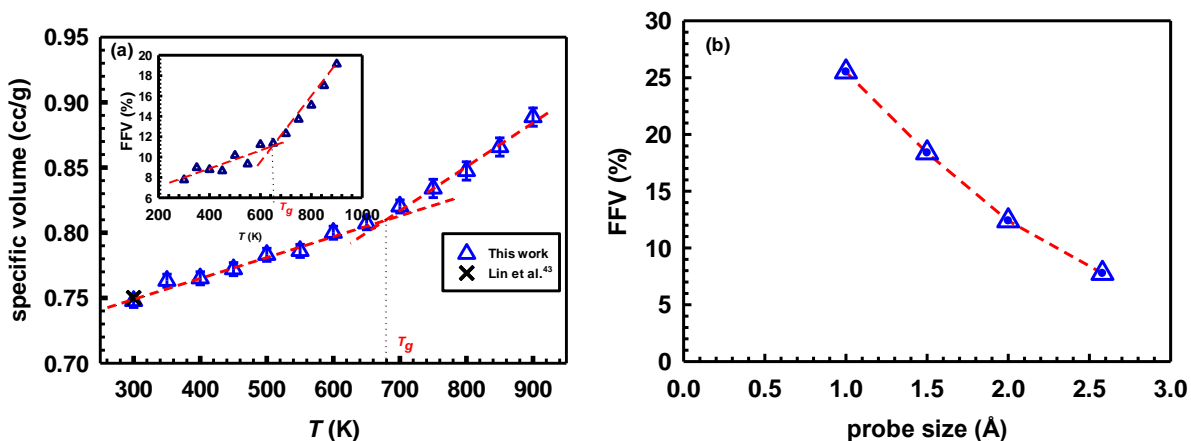 (a)
0.95
0.90
0.85
0.80
0.75
0.70
specific volume (cc/g)
300 400 500 600 700 800 900
T (K)
20
18
16
14
12
10
8
6
FFV (%)
200 400 600 800 1000
Tg
T (K)
This work
Lin et al.43
Tg
(b)
30
25
20
15
10
5
0
FFV (%)
0.0 0.5 1.0 1.5 2.0 2.5 3.0
probe size (Å)